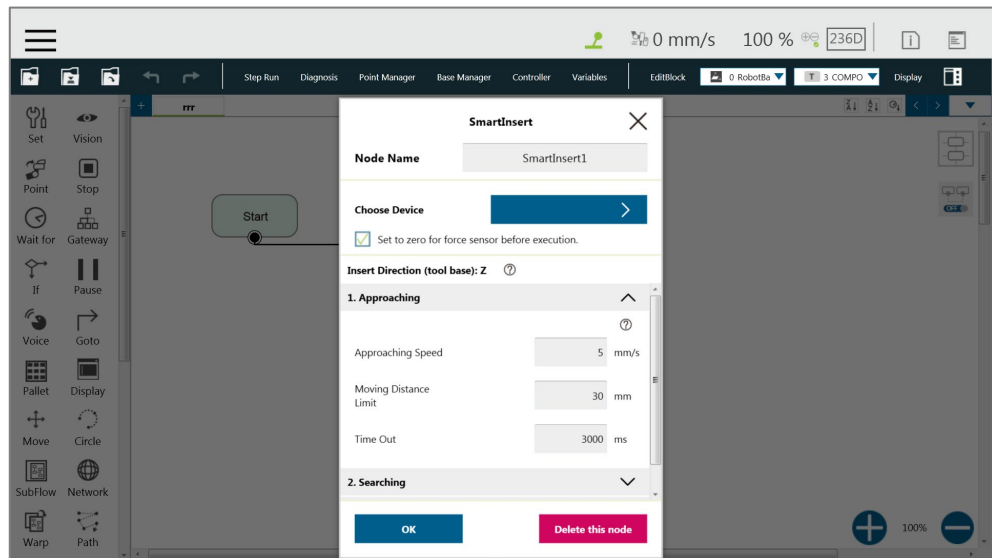 0 mm/s 100 % 236D
Step Run Diagnosis Point Manager Base Manager Controller Variables EditBlock 0 RobotBa T 3 COMPO Display
rrr
Set Vision
Point Stop
Wait for Gateway
If Pause
Voice Goto
Pallet Display
Move Circle
SubFlow Network
Warp Path
Start
SmartInsert
Node Name SmartInsert1
Choose Device
Set to zero for force sensor before execution.
Insert Direction (tool base): Z
1. Approaching
Approaching Speed 5 mm/s
Moving Distance
Limit 30 mm
Time Out 3000 ms
2. Searching
OK Delete this node
OFF
100%